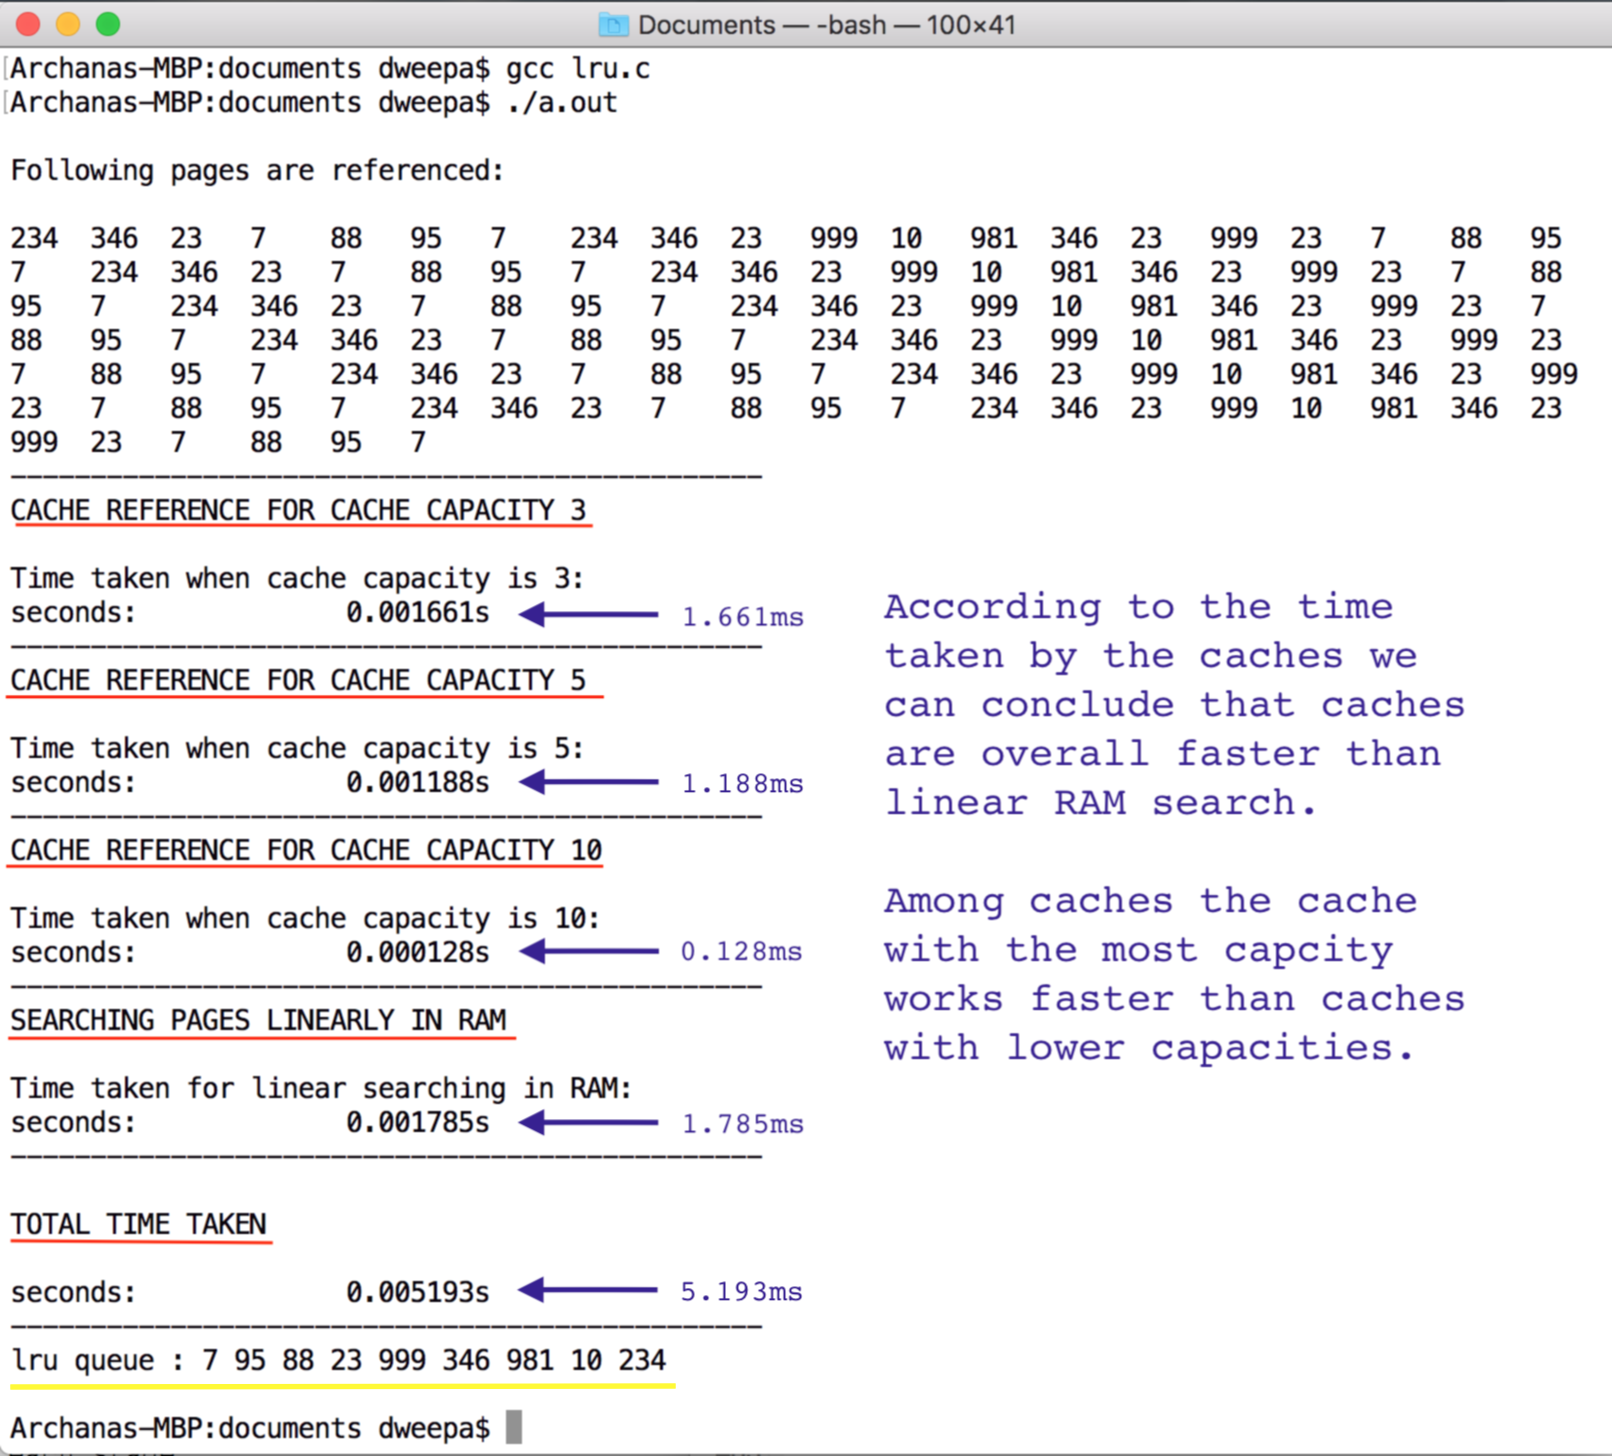 Documents — -bash — 100×41
Archanas-MBP:documents dweepa$ gcc lru.c
Archanas-MBP:documents dweepa$ ./a.out
Following pages are referenced:
234 346 23 7 88 95 7 234 346 23 999 10 981 346 23 999 23 7 88 95
7 234 346 23 7 88 95 7 234 346 23 999 10 981 346 23 999 23 7 88
95 7 234 346 23 7 88 95 7 234 346 23 999 10 981 346 23 999 23 7
88 95 7 234 346 23 7 88 95 7 234 346 23 999 10 981 346 23 999 23
7 88 95 7 234 346 23 7 88 95 7 234 346 23 999 10 981 346 23 999
23 7 88 95 7 234 346 23 7 88 95 7 234 346 23 999 10 981 346 23
999 23 7 88 95 7
-----------------------------------------------
CACHE REFERENCE FOR CACHE CAPACITY 3
Time taken when cache capacity is 3:
seconds: 0.001661s 1.661ms
-----------------------------------------------
CACHE REFERENCE FOR CACHE CAPACITY 5
Time taken when cache capacity is 5:
seconds: 0.001188s 1.188ms
-----------------------------------------------
CACHE REFERENCE FOR CACHE CAPACITY 10
Time taken when cache capacity is 10:
seconds: 0.000128s 0.128ms
-----------------------------------------------
SEARCHING PAGES LINEARLY IN RAM
Time taken for linear searching in RAM:
seconds: 0.001785s 1.785ms
-----------------------------------------------
TOTAL TIME TAKEN
seconds: 0.005193s 5.193ms
-----------------------------------------------
lru queue : 7 95 88 23 999 346 981 10 234
Archanas-MBP:documents dweepa$
According to the time
taken by the caches we
can conclude that caches
are overall faster than
linear RAM search.
Among caches the cache
with the most capcity
works faster than caches
with lower capacities.